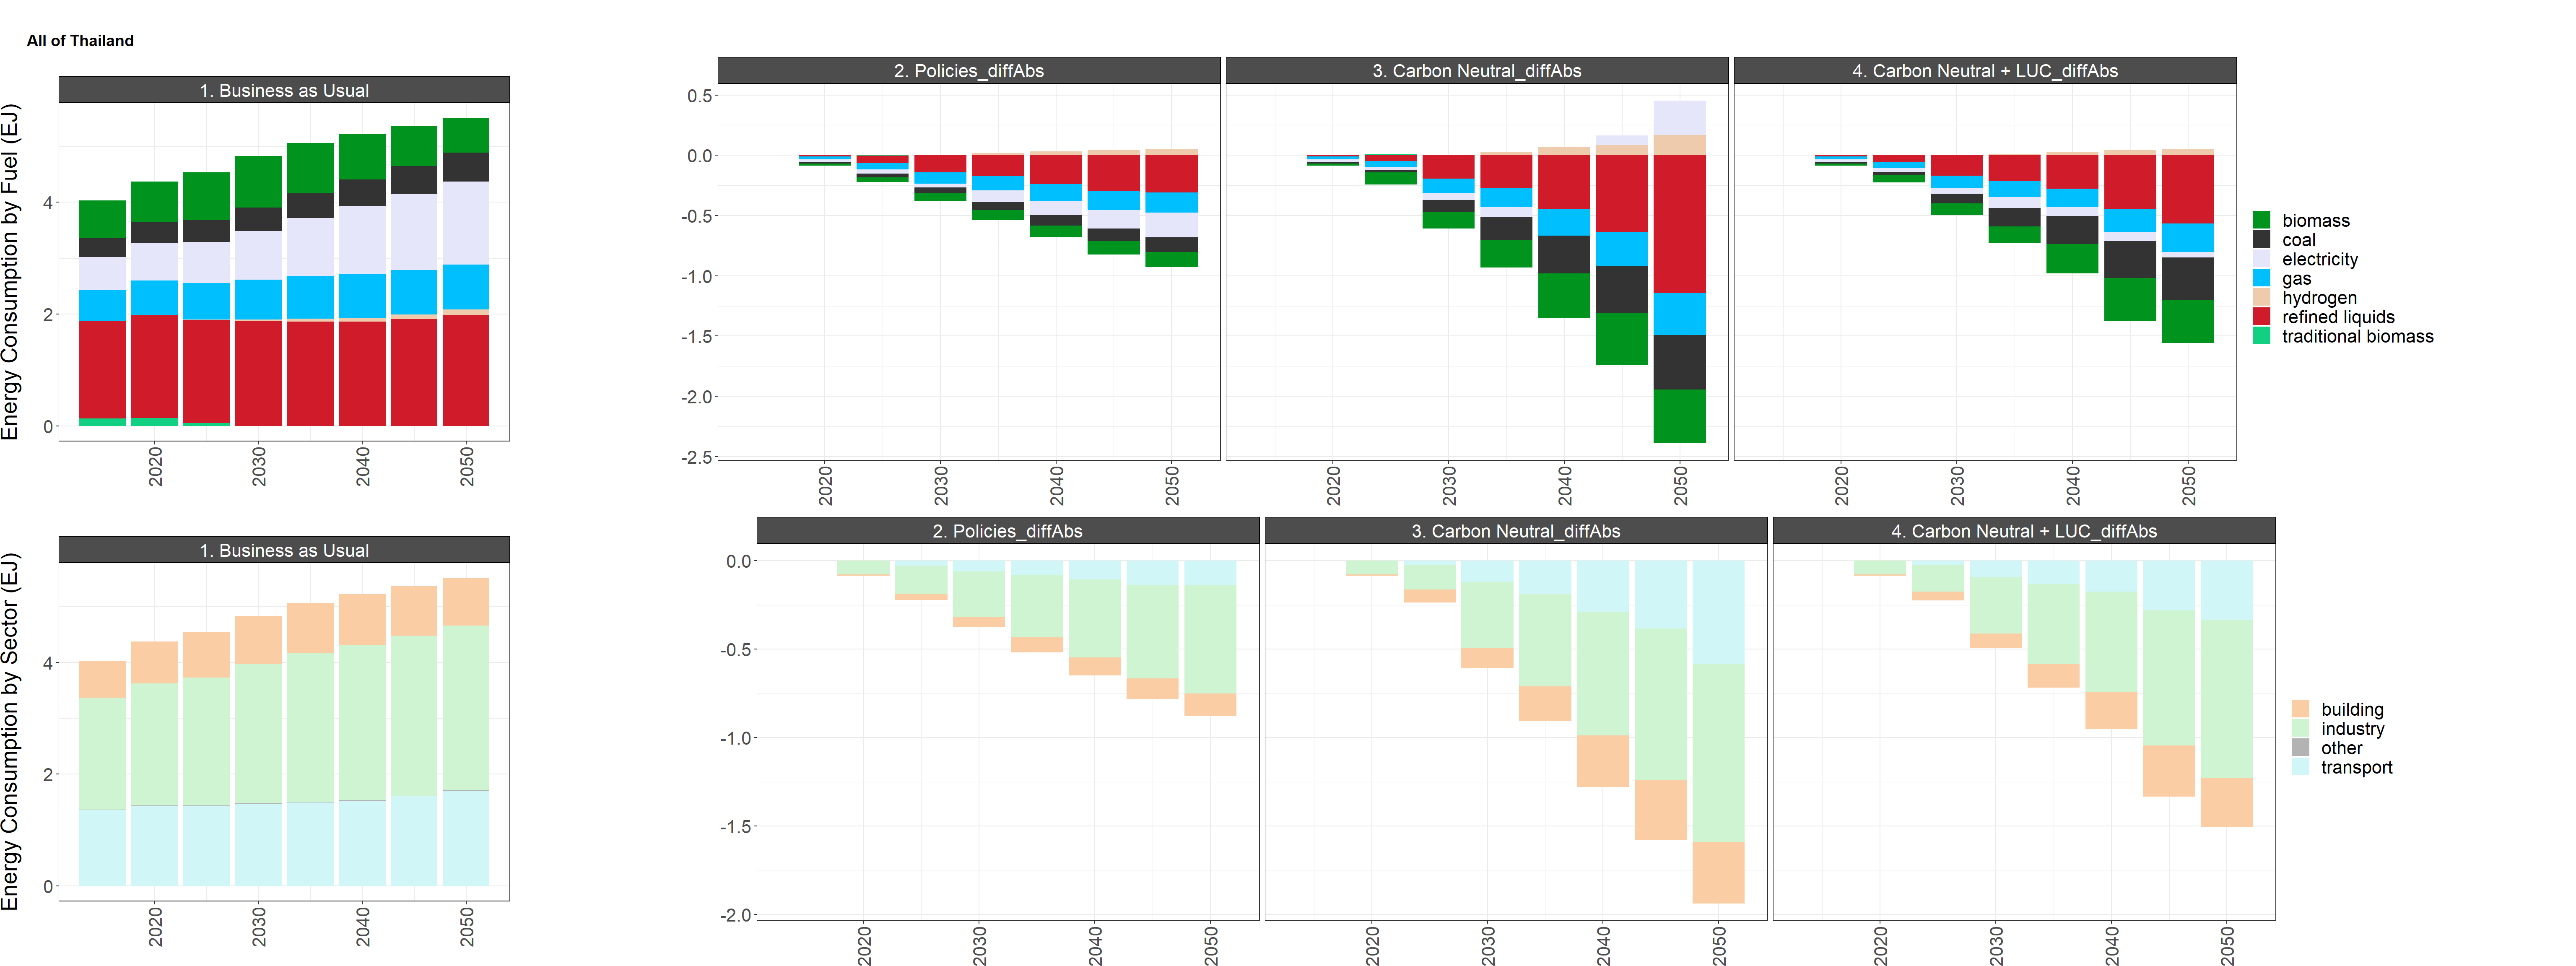 All of Thailand
Energy Consumption by Fuel (EJ)
1. Business as Usual
4
2
0
2020
2030
2040
2050
2. Policies_diffAbs
3. Carbon Neutral_diffAbs
4. Carbon Neutral + LUC_diffAbs
0.5
0.0
-0.5
-1.0
-1.5
-2.0
-2.5
2020
2030
2040
2050
2020
2030
2040
2050
2020
2030
2040
2050
biomass
coal
electricity
gas
hydrogen
refined liquids
traditional biomass
Energy Consumption by Sector (EJ)
1. Business as Usual
4
2
0
2020
2030
2040
2050
2. Policies_diffAbs
3. Carbon Neutral_diffAbs
4. Carbon Neutral + LUC_diffAbs
0.0
-0.5
-1.0
-1.5
-2.0
2020
2030
2040
2050
2020
2030
2040
2050
2020
2030
2040
2050
building
industry
other
transport